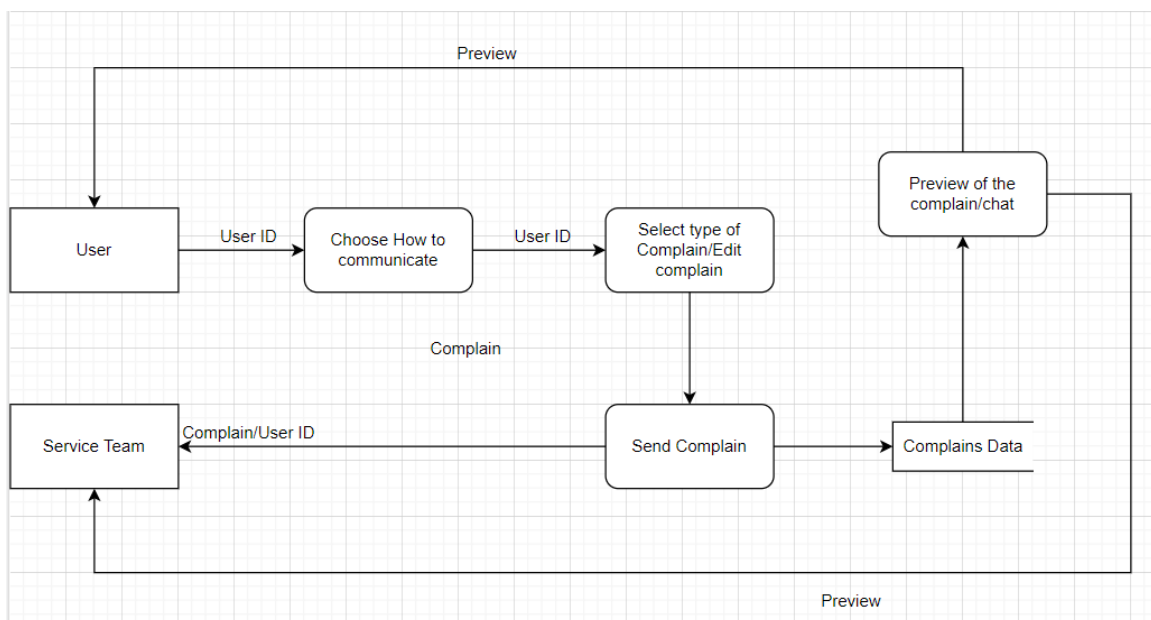 Preview
Preview of the
complain/chat
User
User ID
Choose How to
communicate
User ID
Select type of
Complain/Edit
complain
Complain
Service Team
Complain/User ID
Send Complain
Complains Data
Preview